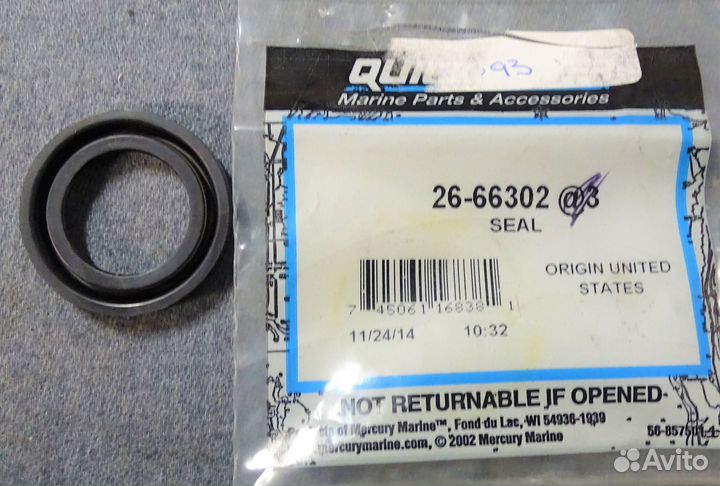 .93
QUI
Marine Parts & Accessories
26-66302 @3
SEAL
ORIGIN UNITED
STATES
7 45061 16838 1
11/24/14 10:32
NOT RETURNABLE IF OPENED
of Mercury Marine™, Fond du Lac, WI 54936-1939
mercurymarine.com, © 2002 Mercury Marine
Avito